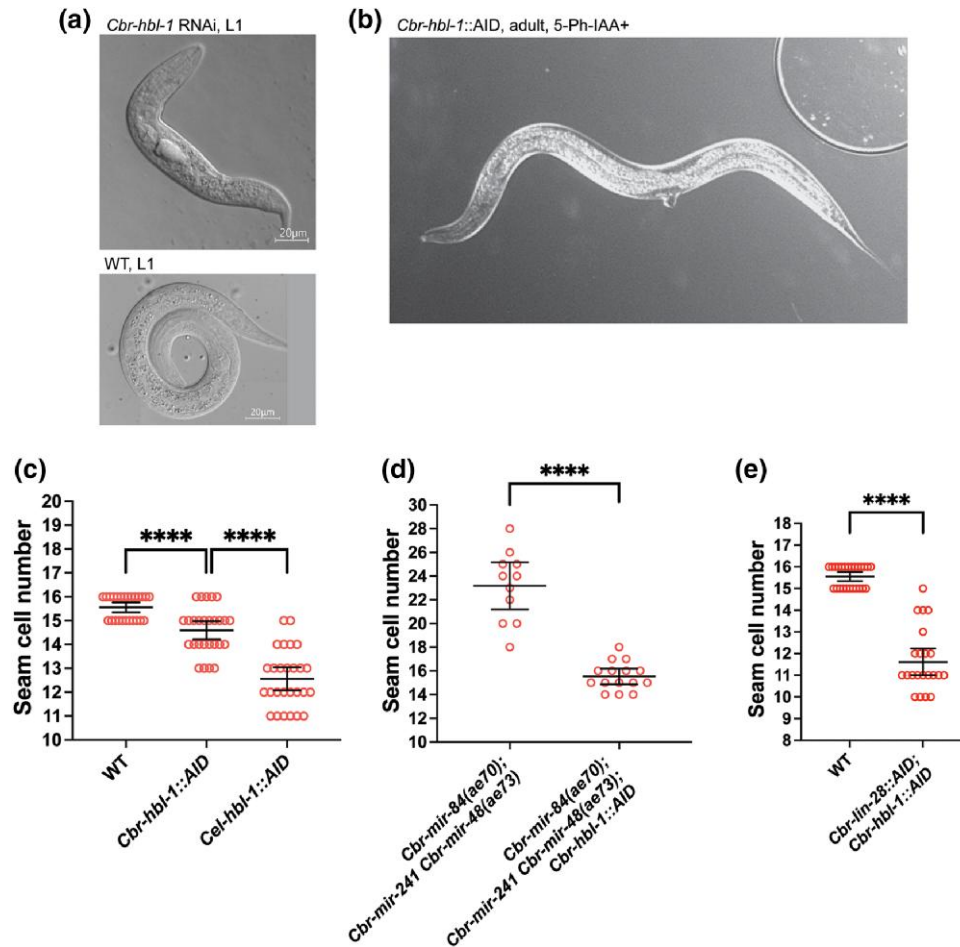 (a)
Cbr-hbl-1 RNAi, L1
20μm
WT, L1
20μm
(b)
Cbr-hbl-1::AID, adult, 5-Ph-IAA+
(c)
Seam cell number
20
19
18
17
16
15
14
13
12
11
10
****
****
WT
Cbr-hbl-1::AID
Cel-hbl-1::AID
(d)
Seam cell number
30
28
26
24
22
20
18
16
14
12
10
****
Cbr-mir-84(ae70);
Cbr-mir-241 Cbr-mir-48(ae73)
Cbr-mir-84(ae70);
Cbr-mir-241 Cbr-mir-48(ae73);
Cbr-hbl-1::AID
(e)
Seam cell number
18
17
16
15
14
13
12
11
10
9
8
****
WT
Cbr-lin-28::AID;
Cbr-hbl-1::AID